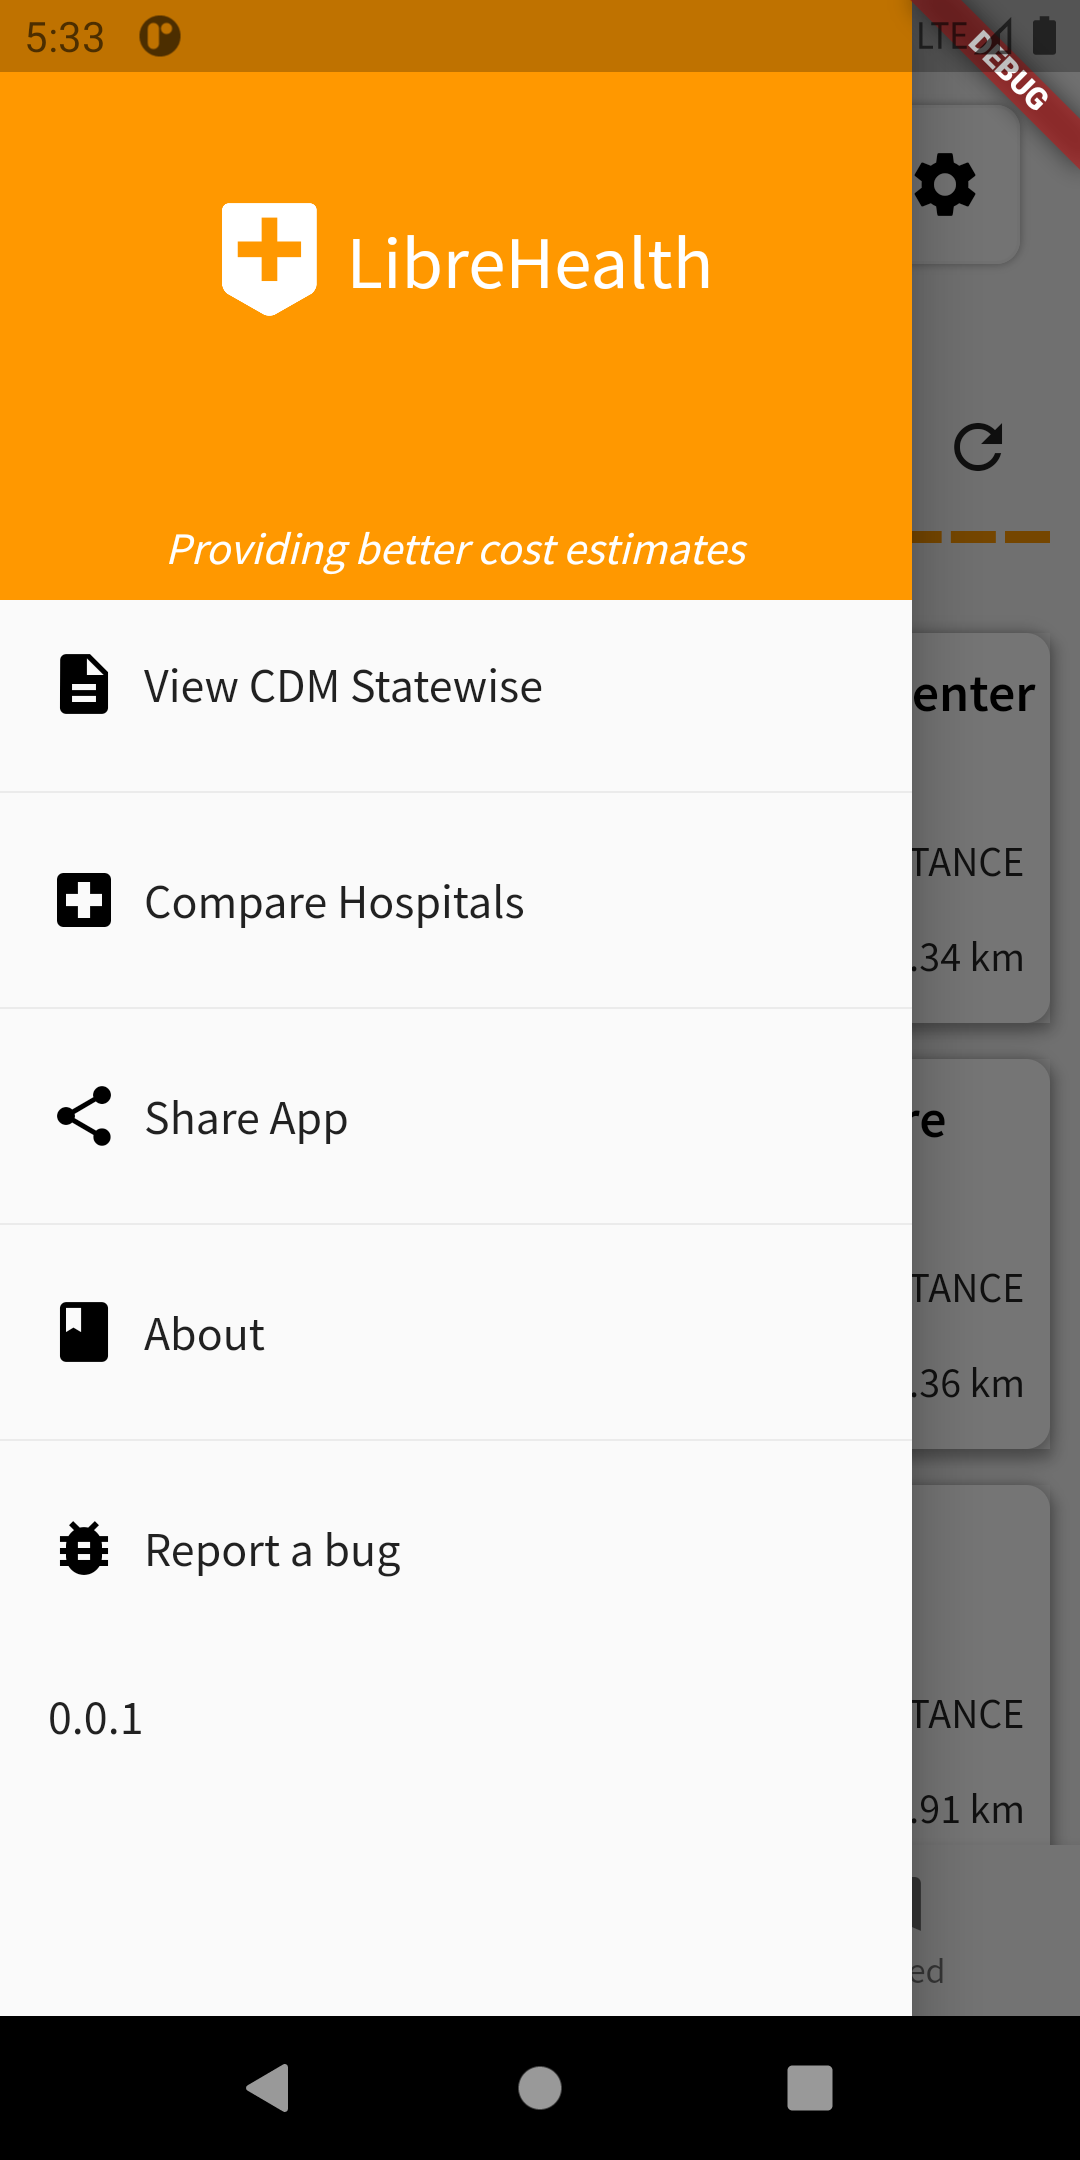 5:33
LTE
DEBUG
LibreHealth
Providing better cost estimates
View CDM Statewise
enter
Compare Hospitals
TANCE
.34 km
Share App
re
About
TANCE
.36 km
Report a bug
0.0.1
TANCE
.91 km
ed